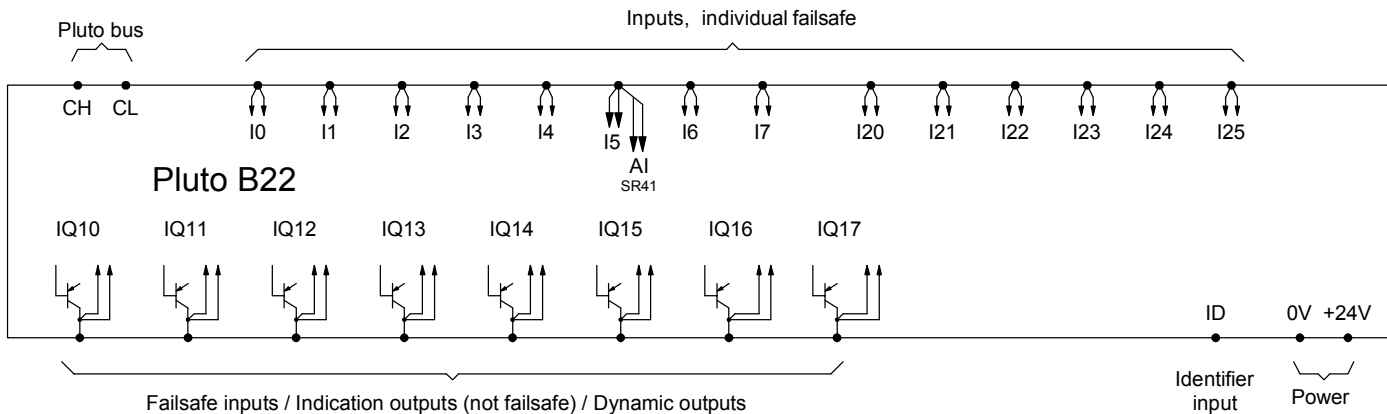 Pluto bus
Inputs, individual failsafe
CH CL
I0 I1 I2 I3 I4 I5 I6 I7 I20 I21 I22 I23 I24 I25
AI
SR41
Pluto B22
IQ10 IQ11 IQ12 IQ13 IQ14 IQ15 IQ16 IQ17
ID 0V +24V
Identifier
input
Power
Failsafe inputs / Indication outputs (not failsafe) / Dynamic outputs